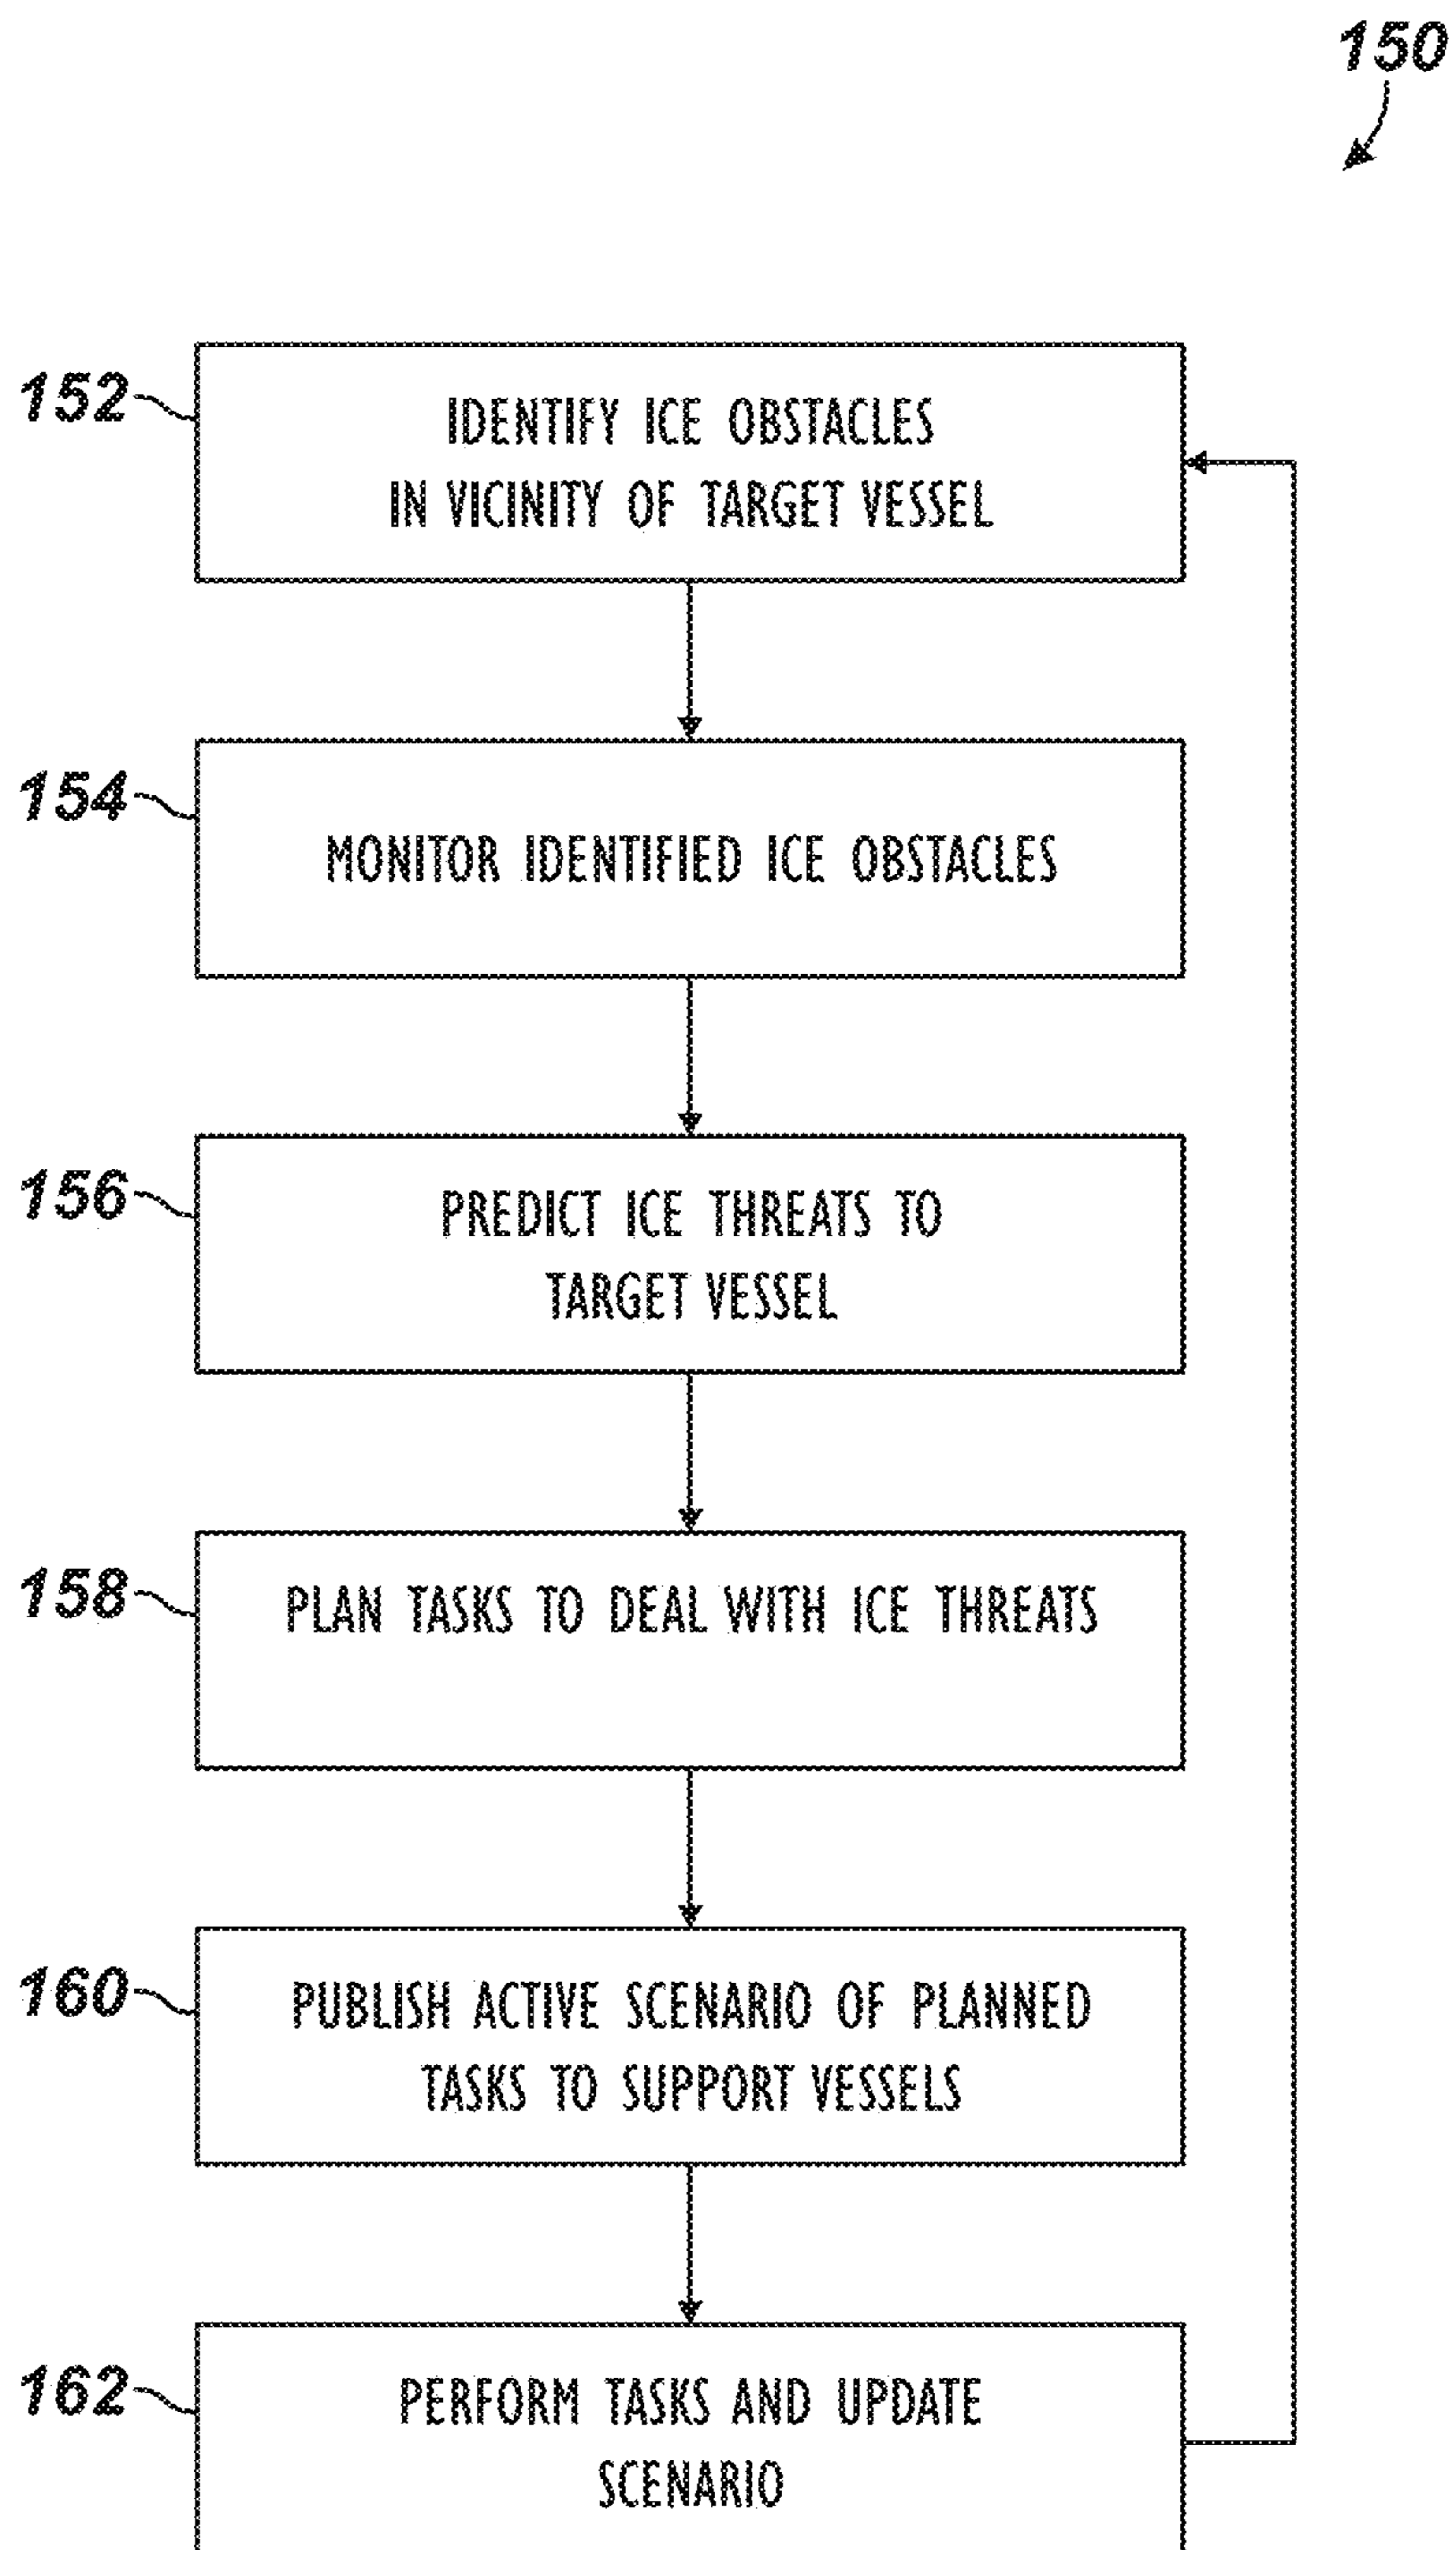 150
152
IDENTIFY ICE OBSTACLES
IN VICINITY OF TARGET VESSEL
154
MONITOR IDENTIFIED ICE OBSTACLES
156
PREDICT ICE THREATS TO
TARGET VESSEL
158
PLAN TASKS TO DEAL WITH ICE THREATS
160
PUBLISH ACTIVE SCENARIO OF PLANNED
TASKS TO SUPPORT VESSELS
162
PERFORM TASKS AND UPDATE
SCENARIO